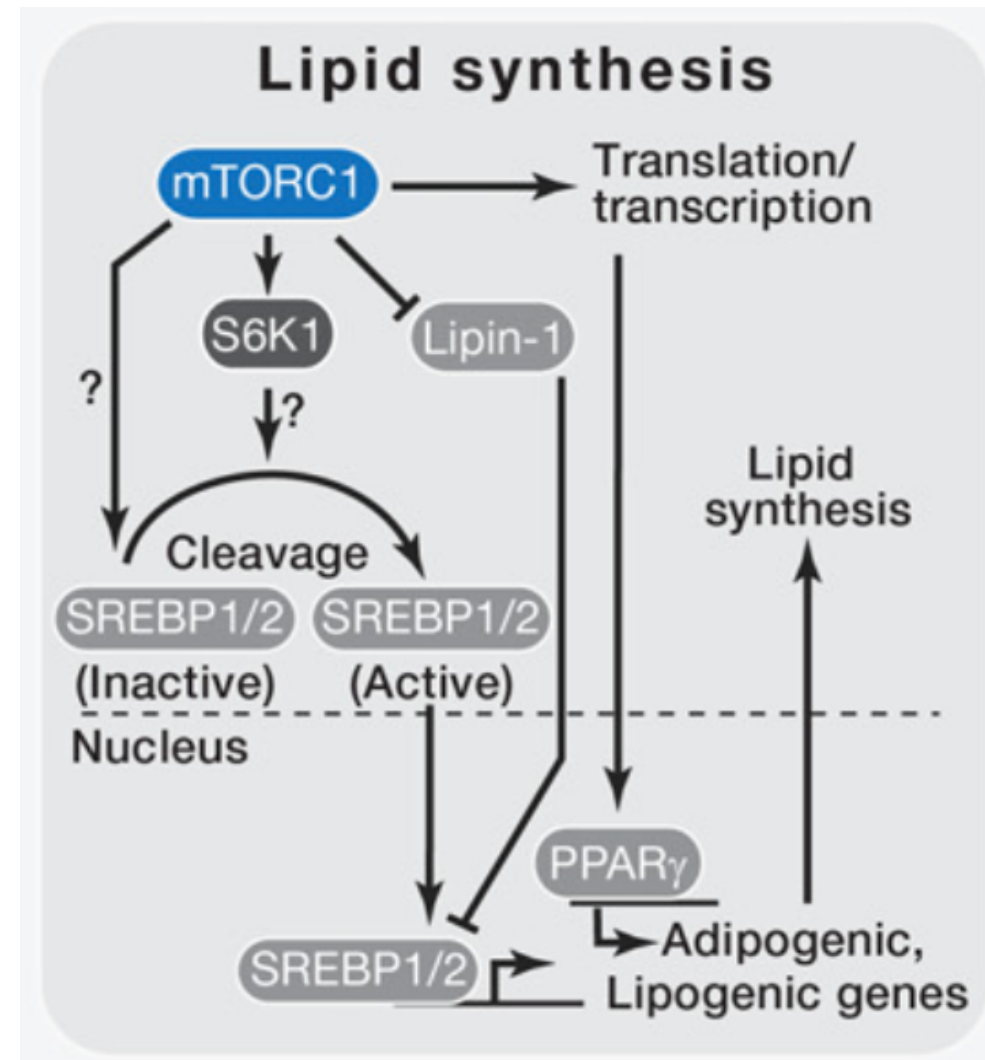 Lipid synthesis
mTORC1
Translation/
transcription
S6K1
Lipin-1
?
?
Lipid
synthesis
Cleavage
SREBP1/2
SREBP1/2
(Inactive)
(Active)
Nucleus
PPARγ
Adipogenic,
Lipogenic genes
SREBP1/2